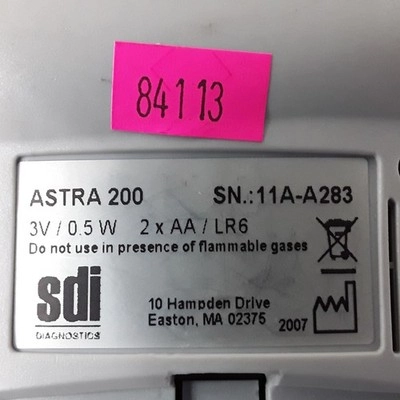 84113
ASTRA 200 SN.:11A-A283
3V / 0.5 W 2 x AA / LR6
Do not use in presence of flammable gases
sdi
DIAGNOSTICS
10 Hampden Drive
Easton, MA 02375
2007